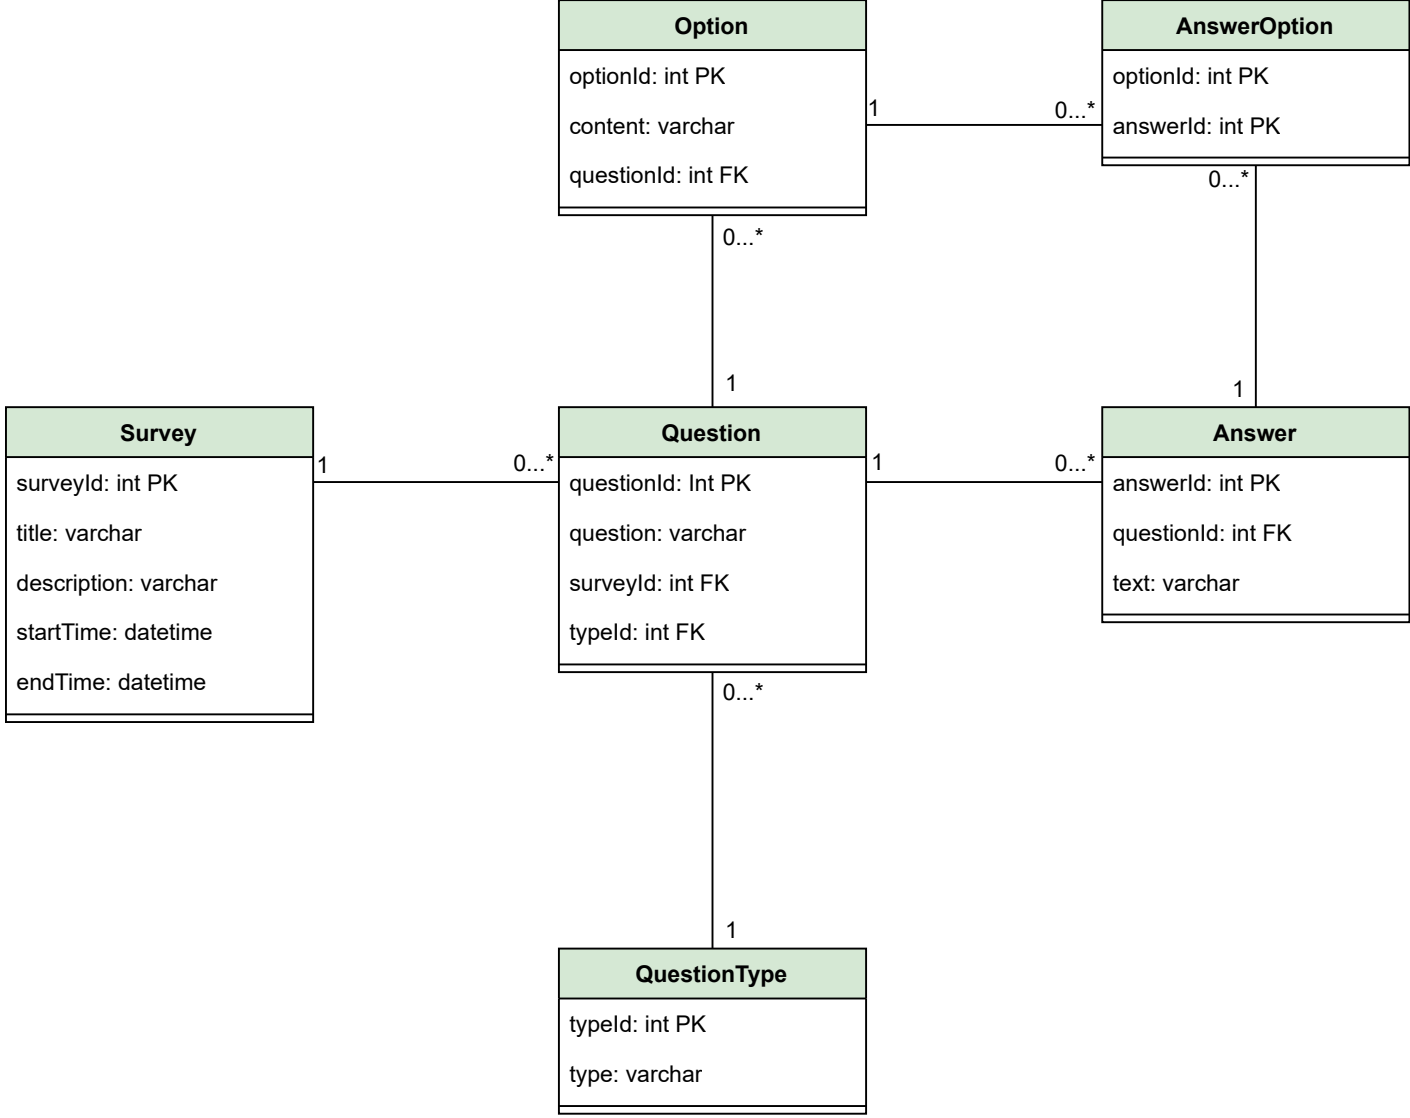 Option
optionId: int PK
content: varchar
questionId: int FK
1
0...*
AnswerOption
optionId: int PK
answerId: int PK
0...*
0...*
1
1
Survey
surveyId: int PK
title: varchar
description: varchar
startTime: datetime
endTime: datetime
1
0...*
Question
questionId: Int PK
question: varchar
surveyId: int FK
typeId: int FK
1
0...*
Answer
answerId: int PK
questionId: int FK
text: varchar
0...*
1
QuestionType
typeId: int PK
type: varchar